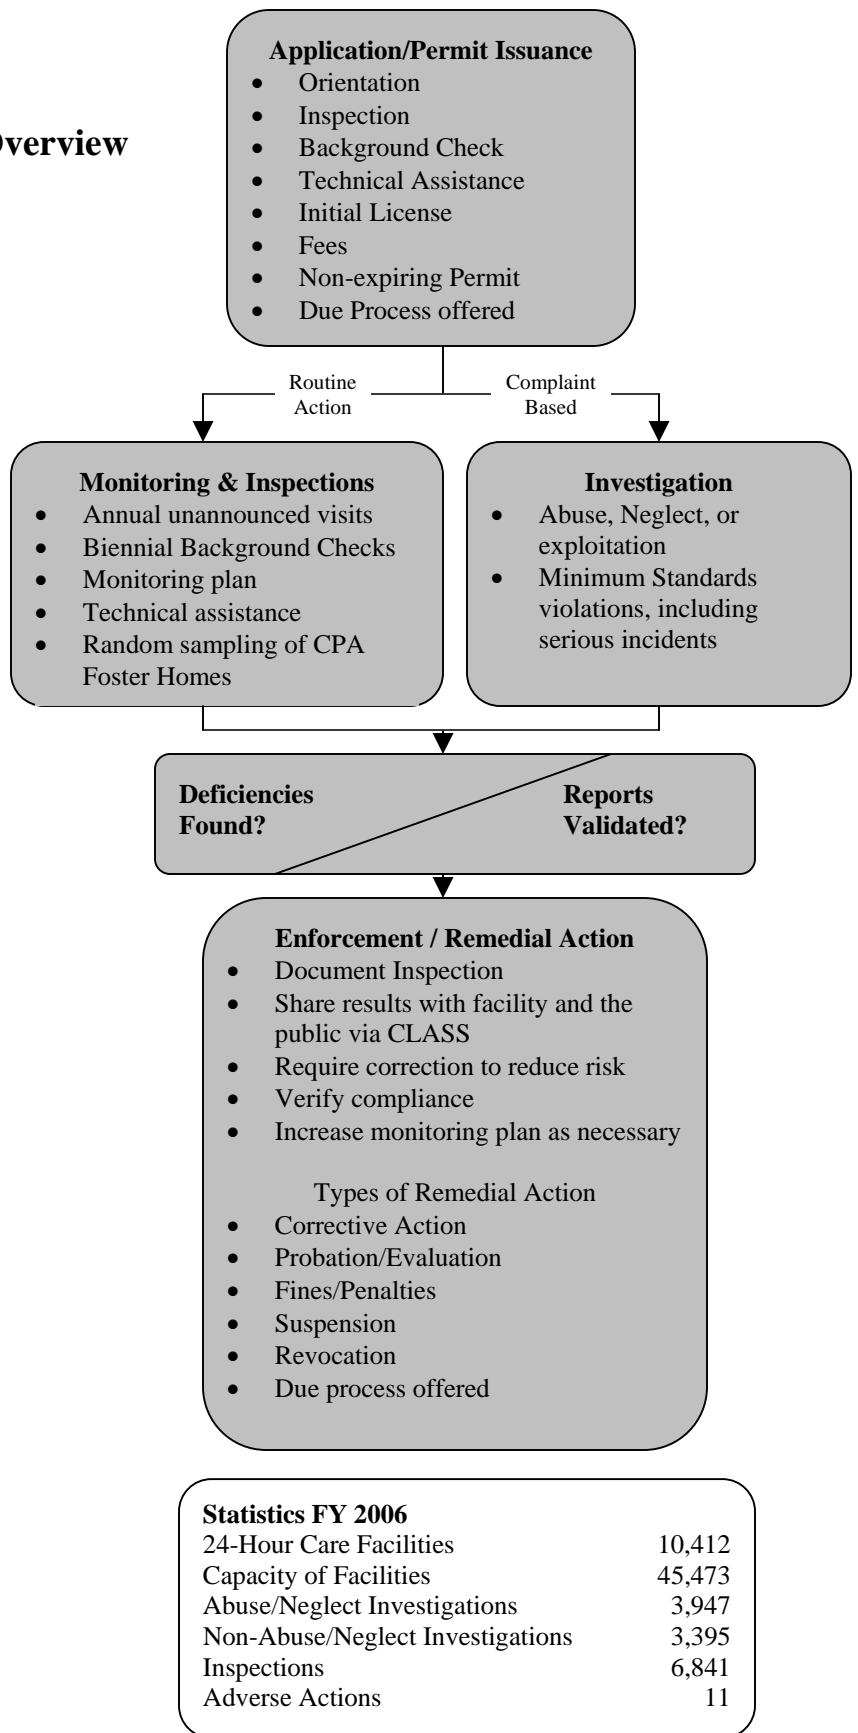 Application/Permit Issuance
• Orientation
• Inspection
• Background Check
• Technical Assistance
• Initial License
• Fees
• Non-expiring Permit
• Due Process offered
Routine
Action
Complaint
Based
Monitoring & Inspections
• Annual unannounced visits
• Biennial Background Checks
• Monitoring plan
• Technical assistance
• Random sampling of CPA
Foster Homes
Investigation
• Abuse, Neglect, or
exploitation
• Minimum Standards
violations, including
serious incidents
Deficiencies
Found?
Reports
Validated?
Enforcement / Remedial Action
• Document Inspection
• Share results with facility and the
public via CLASS
• Require correction to reduce risk
• Verify compliance
• Increase monitoring plan as necessary
Types of Remedial Action
• Corrective Action
• Probation/Evaluation
• Fines/Penalties
• Suspension
• Revocation
• Due process offered
Statistics FY 2006
24-Hour Care Facilities 10,412
Capacity of Facilities 45,473
Abuse/Neglect Investigations 3,947
Non-Abuse/Neglect Investigations 3,395
Inspections 6,841
Adverse Actions 11